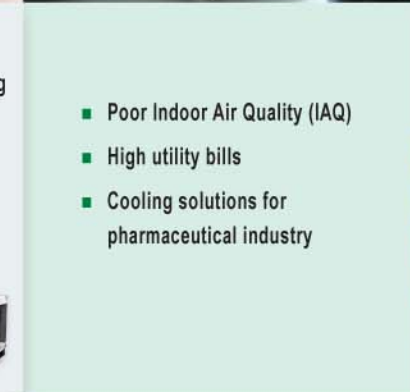 g
■ Poor Indoor Air Quality (IAQ)
■ High utility bills
■ Cooling solutions for
pharmaceutical industry